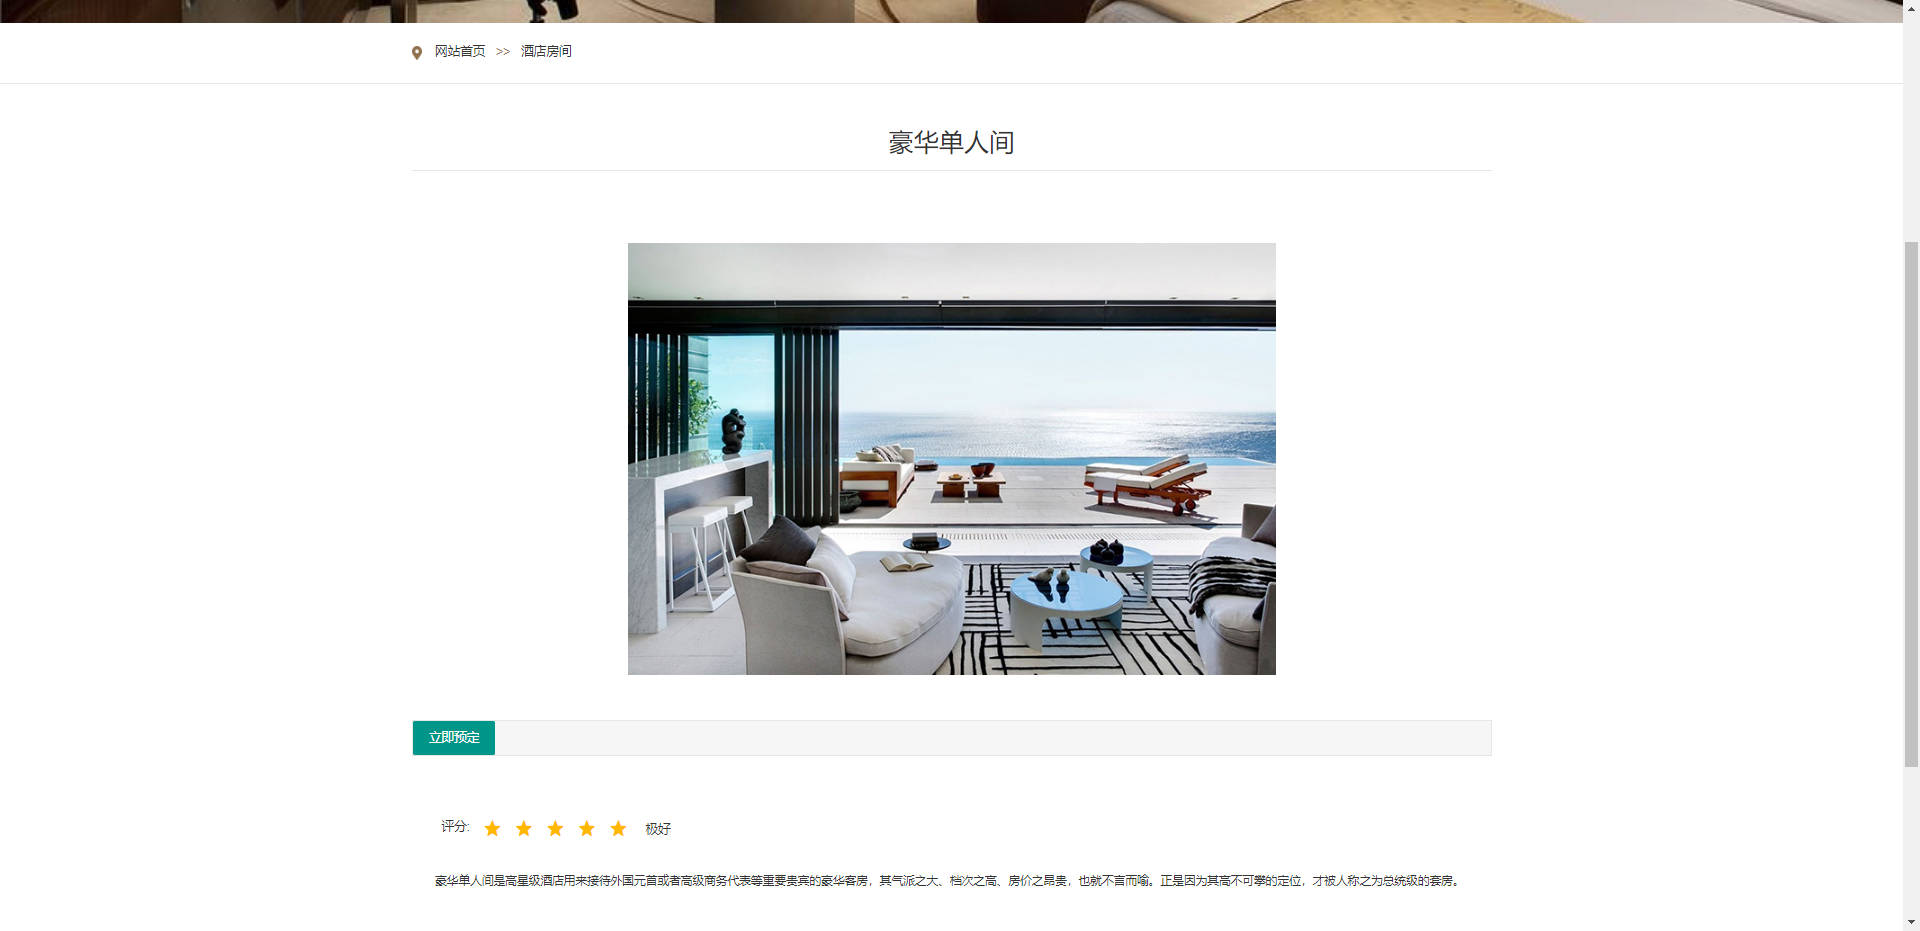 网站首页 >> 酒店房间
豪华单人间
立即预定
评分: 极好
豪华单人间是高星级酒店用来接待外国元首或者高级商务代表等重要贵宾的豪华客房，其气派之大、档次之高、房价之昂贵，也就不言而喻。正是因为其高不可攀的定位，才被人称之为总统级的套房。